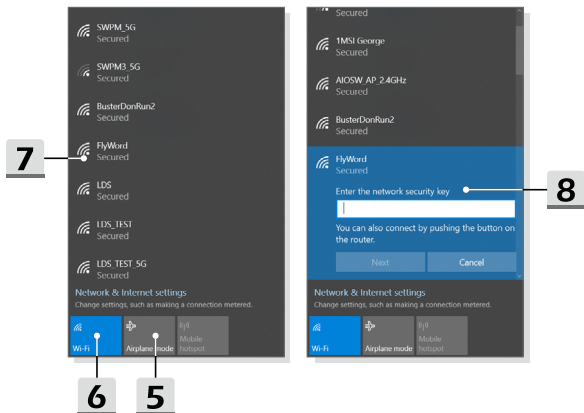 SWPM_5G
Secured
SWPM3_5G
Secured
BusterDonRun2
Secured
FlyWord
Secured
LDS
Secured
LDS_TEST
Secured
LDS_TEST_5G
Secured
Network & Internet settings
Change settings, such as making a connection metered.
Wi-Fi
Airplane mode
Mobile
hotspot
7
6
5
Secured
1MSI George
Secured
AIOSW_AP_2.4GHz
Secured
BusterDonRun2
Secured
FlyWord
Secured
Enter the network security key
You can also connect by pushing the button on
the router.
Next
Cancel
Network & Internet settings
Change settings, such as making a connection metered.
Wi-Fi
Airplane mode
Mobile
hotspot
8